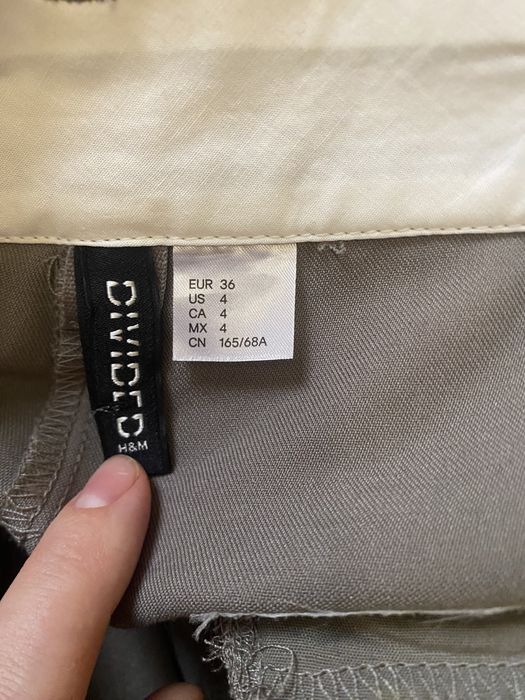 DIVIDED
H&M
EUR 36
US 4
CA 4
MX 4
CN 165/68A